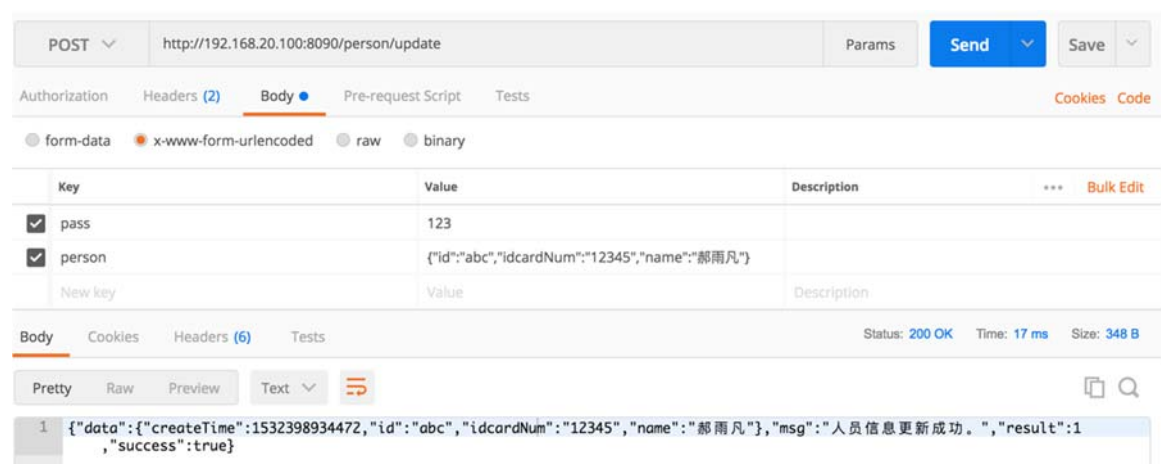 POST http://192.168.20.100:8090/person/update Params Send Save
Authorization Headers (2) Body Pre-request Script Tests Cookies Code
form-data x-www-form-urlencoded raw binary
Key Value Description ••• Bulk Edit
pass 123
person {"id":"abc","idcardNum":"12345","name":"郝雨凡"}
New key Value Description
Body Cookies Headers (6) Tests Status: 200 OK Time: 17 ms Size: 348 B
Pretty Raw Preview Text
1 {"data":{"createTime":1532398934472,"id":"abc","idcardNum":"12345","name":"郝雨凡"},"msg":"人员信息更新成功。","result":1
,"success":true}